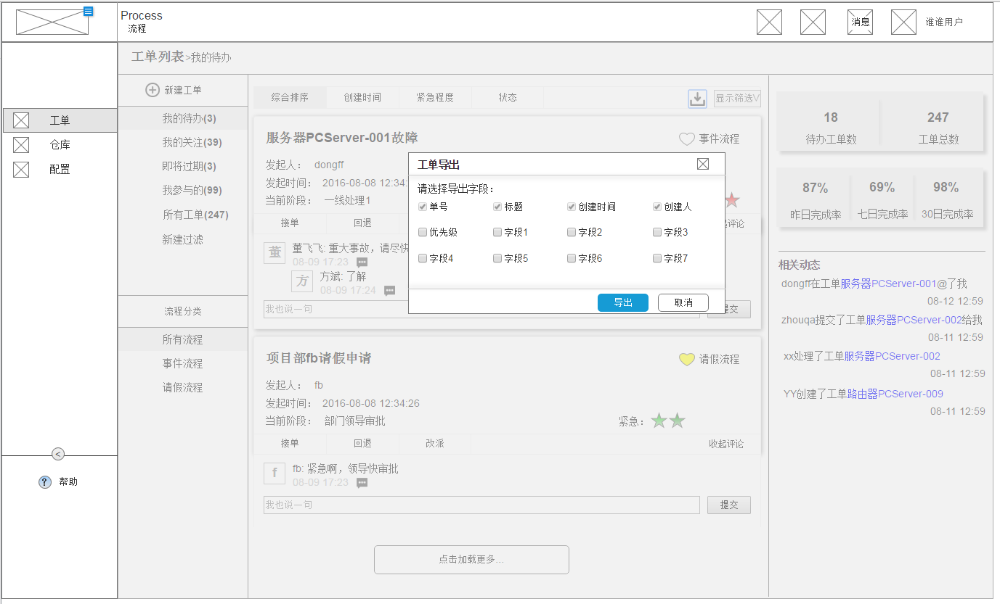 Process
流程
消息
谁谁用户
工单
仓库
配置
<
? 帮助
工单列表>我的待办
新建工单
我的待办(3)
我的关注(39)
即将过期(3)
我参与的(99)
所有工单(247)
新建过滤
流程分类
所有流程
事件流程
请假流程
综合排序 创建时间 紧急程度 状态 显示筛选V
服务器PCServer-001故障 事件流程
发起人： dongff
发起时间： 2016-08-08 12:34:
当前阶段： 一线处理1
接单 回退 起评论
董 董飞飞: 重大事故，请尽快
08-09 17:23
方 方斌: 了解
08-09 17:24
我也说一句 提交
工单导出
请选择导出字段：
单号 标题 创建时间 创建人
优先级 字段1 字段2 字段3
字段4 字段5 字段6 字段7
导出 取消
项目部fb请假申请 请假流程
发起人： fb
发起时间： 2016-08-08 12:34:26
当前阶段： 部门领导审批 紧急：
接单 回退 改派 收起评论
f fb: 紧急啊，领导快审批
08-09 17:23
我也说一句 提交
点击加载更多...
18 247
待办工单数 工单总数
87% 69% 98%
昨日完成率 七日完成率 30日完成率
相关动态
dongff在工单服务器PCServer-001@了我
08-12 12:59
zhouqa提交了工单服务器PCServer-002给我
08-11 12:59
xx处理了工单服务器PCServer-002
08-11 12:59
YY创建了工单路由器PCServer-009
08-11 12:59